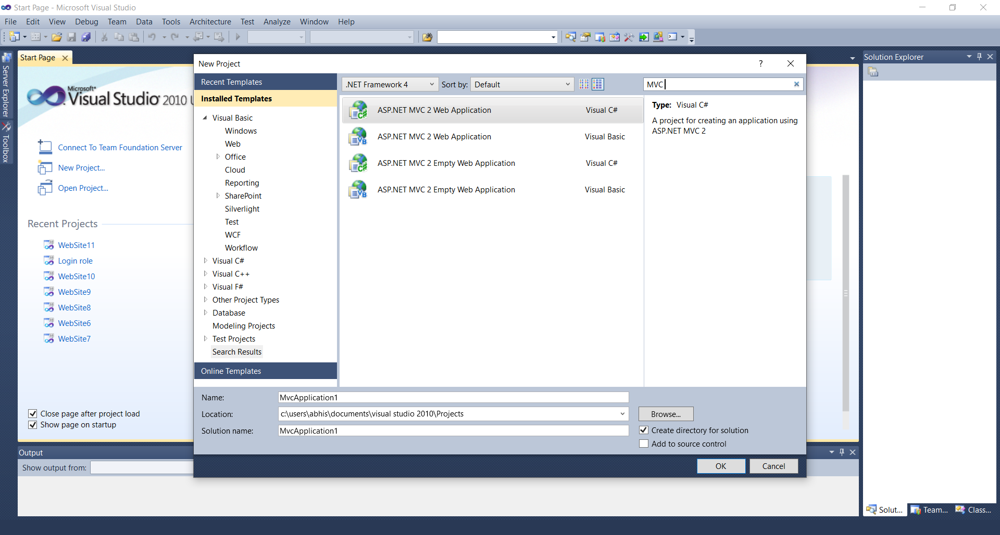 Start Page - Microsoft Visual Studio
File Edit View Debug Team Data Tools Architecture Test Analyze Window Help
Server Explorer
Toolbox
Start Page
Microsoft®
Visual Studio® 2010
Connect To Team Foundation Server
New Project...
Open Project...
Recent Projects
WebSite11
Login role
WebSite10
WebSite9
WebSite8
WebSite6
WebSite7
Close page after project load
Show page on startup
New Project
?
Recent Templates
Installed Templates
Visual Basic
Windows
Web
Office
Cloud
Reporting
SharePoint
Silverlight
Test
WCF
Workflow
Visual C#
Visual C++
Visual F#
Other Project Types
Database
Modeling Projects
Test Projects
Search Results
Online Templates
.NET Framework 4 Sort by: Default MVC
ASP.NET MVC 2 Web Application Visual C#
ASP.NET MVC 2 Web Application Visual Basic
ASP.NET MVC 2 Empty Web Application Visual C#
ASP.NET MVC 2 Empty Web Application Visual Basic
Type: Visual C#
A project for creating an application using
ASP.NET MVC 2
Name: MvcApplication1
Location: c:\users\abhis\documents\visual studio 2010\Projects Browse...
Solution name: MvcApplication1
Create directory for solution
Add to source control
OK Cancel
Output
Show output from:
Solution Explorer
Solut... Team... Class...